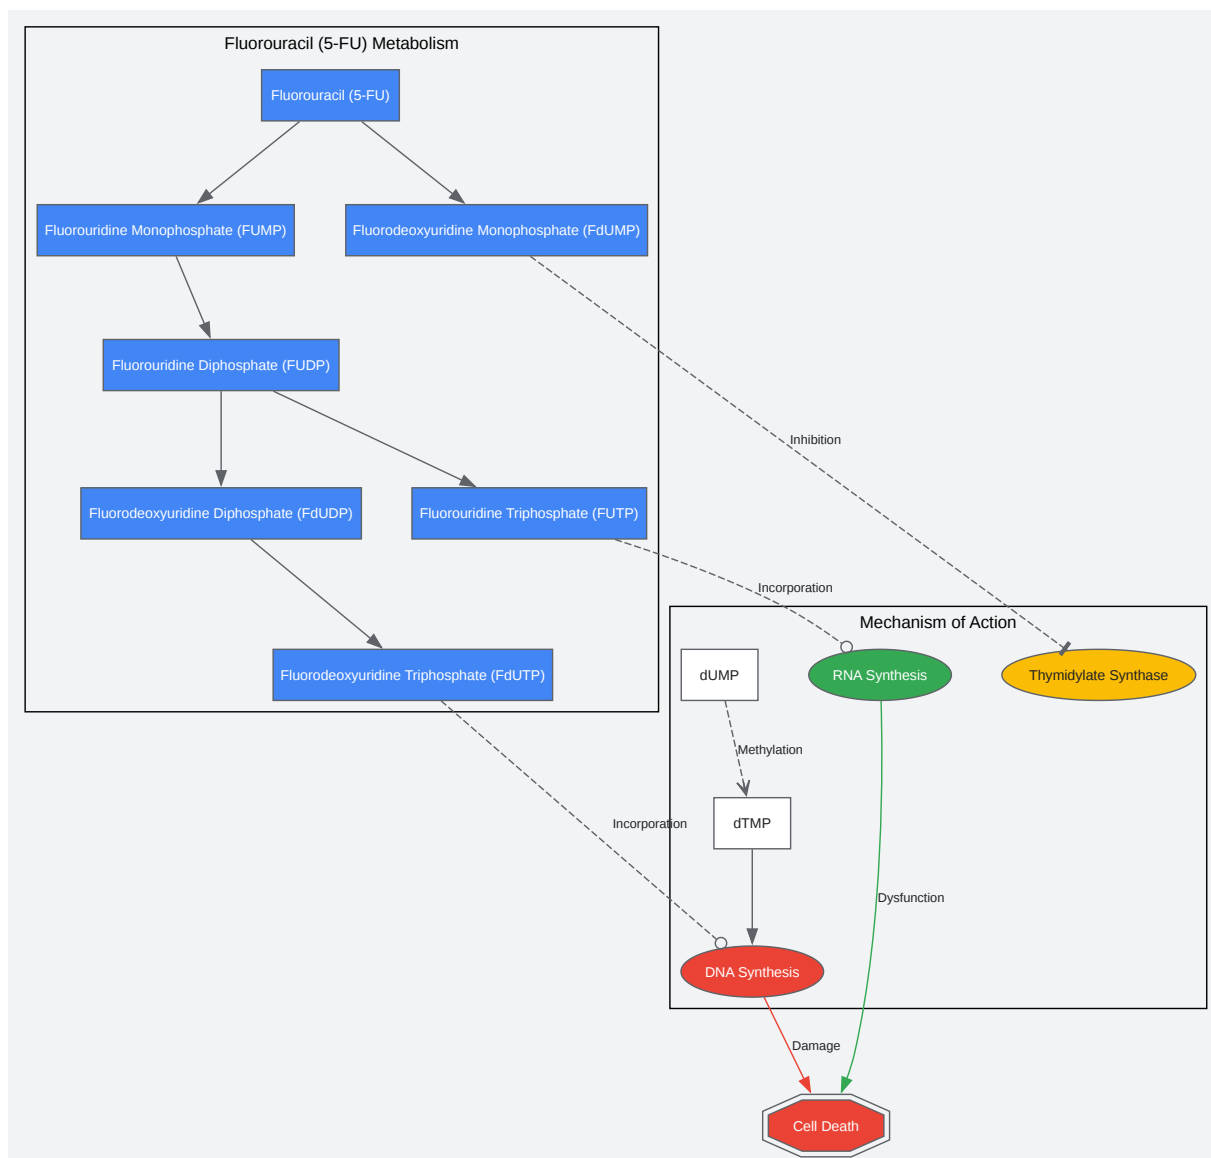 Fluorouracil (5-FU) Metabolism
Fluorouracil (5-FU)
Fluorouridine Monophosphate (FUMP)
Fluorodeoxyuridine Monophosphate (FdUMP)
Fluorouridine Diphosphate (FUDP)
Inhibition
Fluorodeoxyuridine Diphosphate (FdUDP)
Fluorouridine Triphosphate (FUTP)
Incorporation
Mechanism of Action
Fluorodeoxyuridine Triphosphate (FdUTP)
dUMP
RNA Synthesis
Thymidylate Synthase
Methylation
Incorporation
dTMP
Dysfunction
DNA Synthesis
Damage
Cell Death